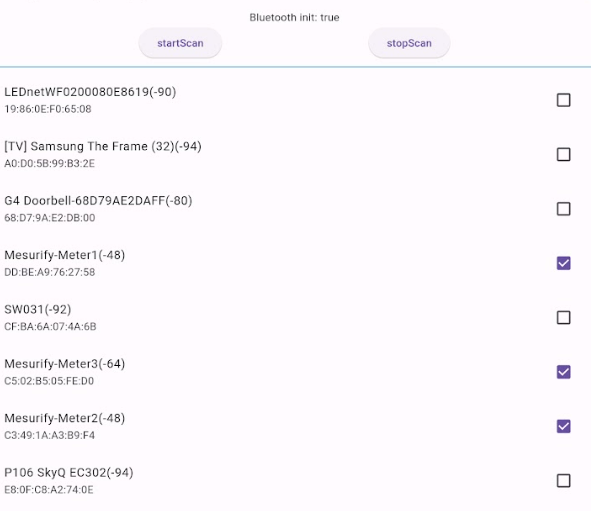 Bluetooth init: true
startScan stopScan
LEDnetWF0200080E8619(-90)
19:86:0E:F0:65:08
[TV] Samsung The Frame (32)(-94)
A0:D0:5B:99:B3:2E
G4 Doorbell-68D79AE2DAFF(-80)
68:D7:9A:E2:DB:00
Mesurify-Meter1(-48)
DD:BE:A9:76:27:58
SW031(-92)
CF:BA:6A:07:4A:6B
Mesurify-Meter3(-64)
C5:02:B5:05:FE:D0
Mesurify-Meter2(-48)
C3:49:1A:A3:B9:F4
P106 SkyQ EC302(-94)
E8:0F:C8:A2:74:0E